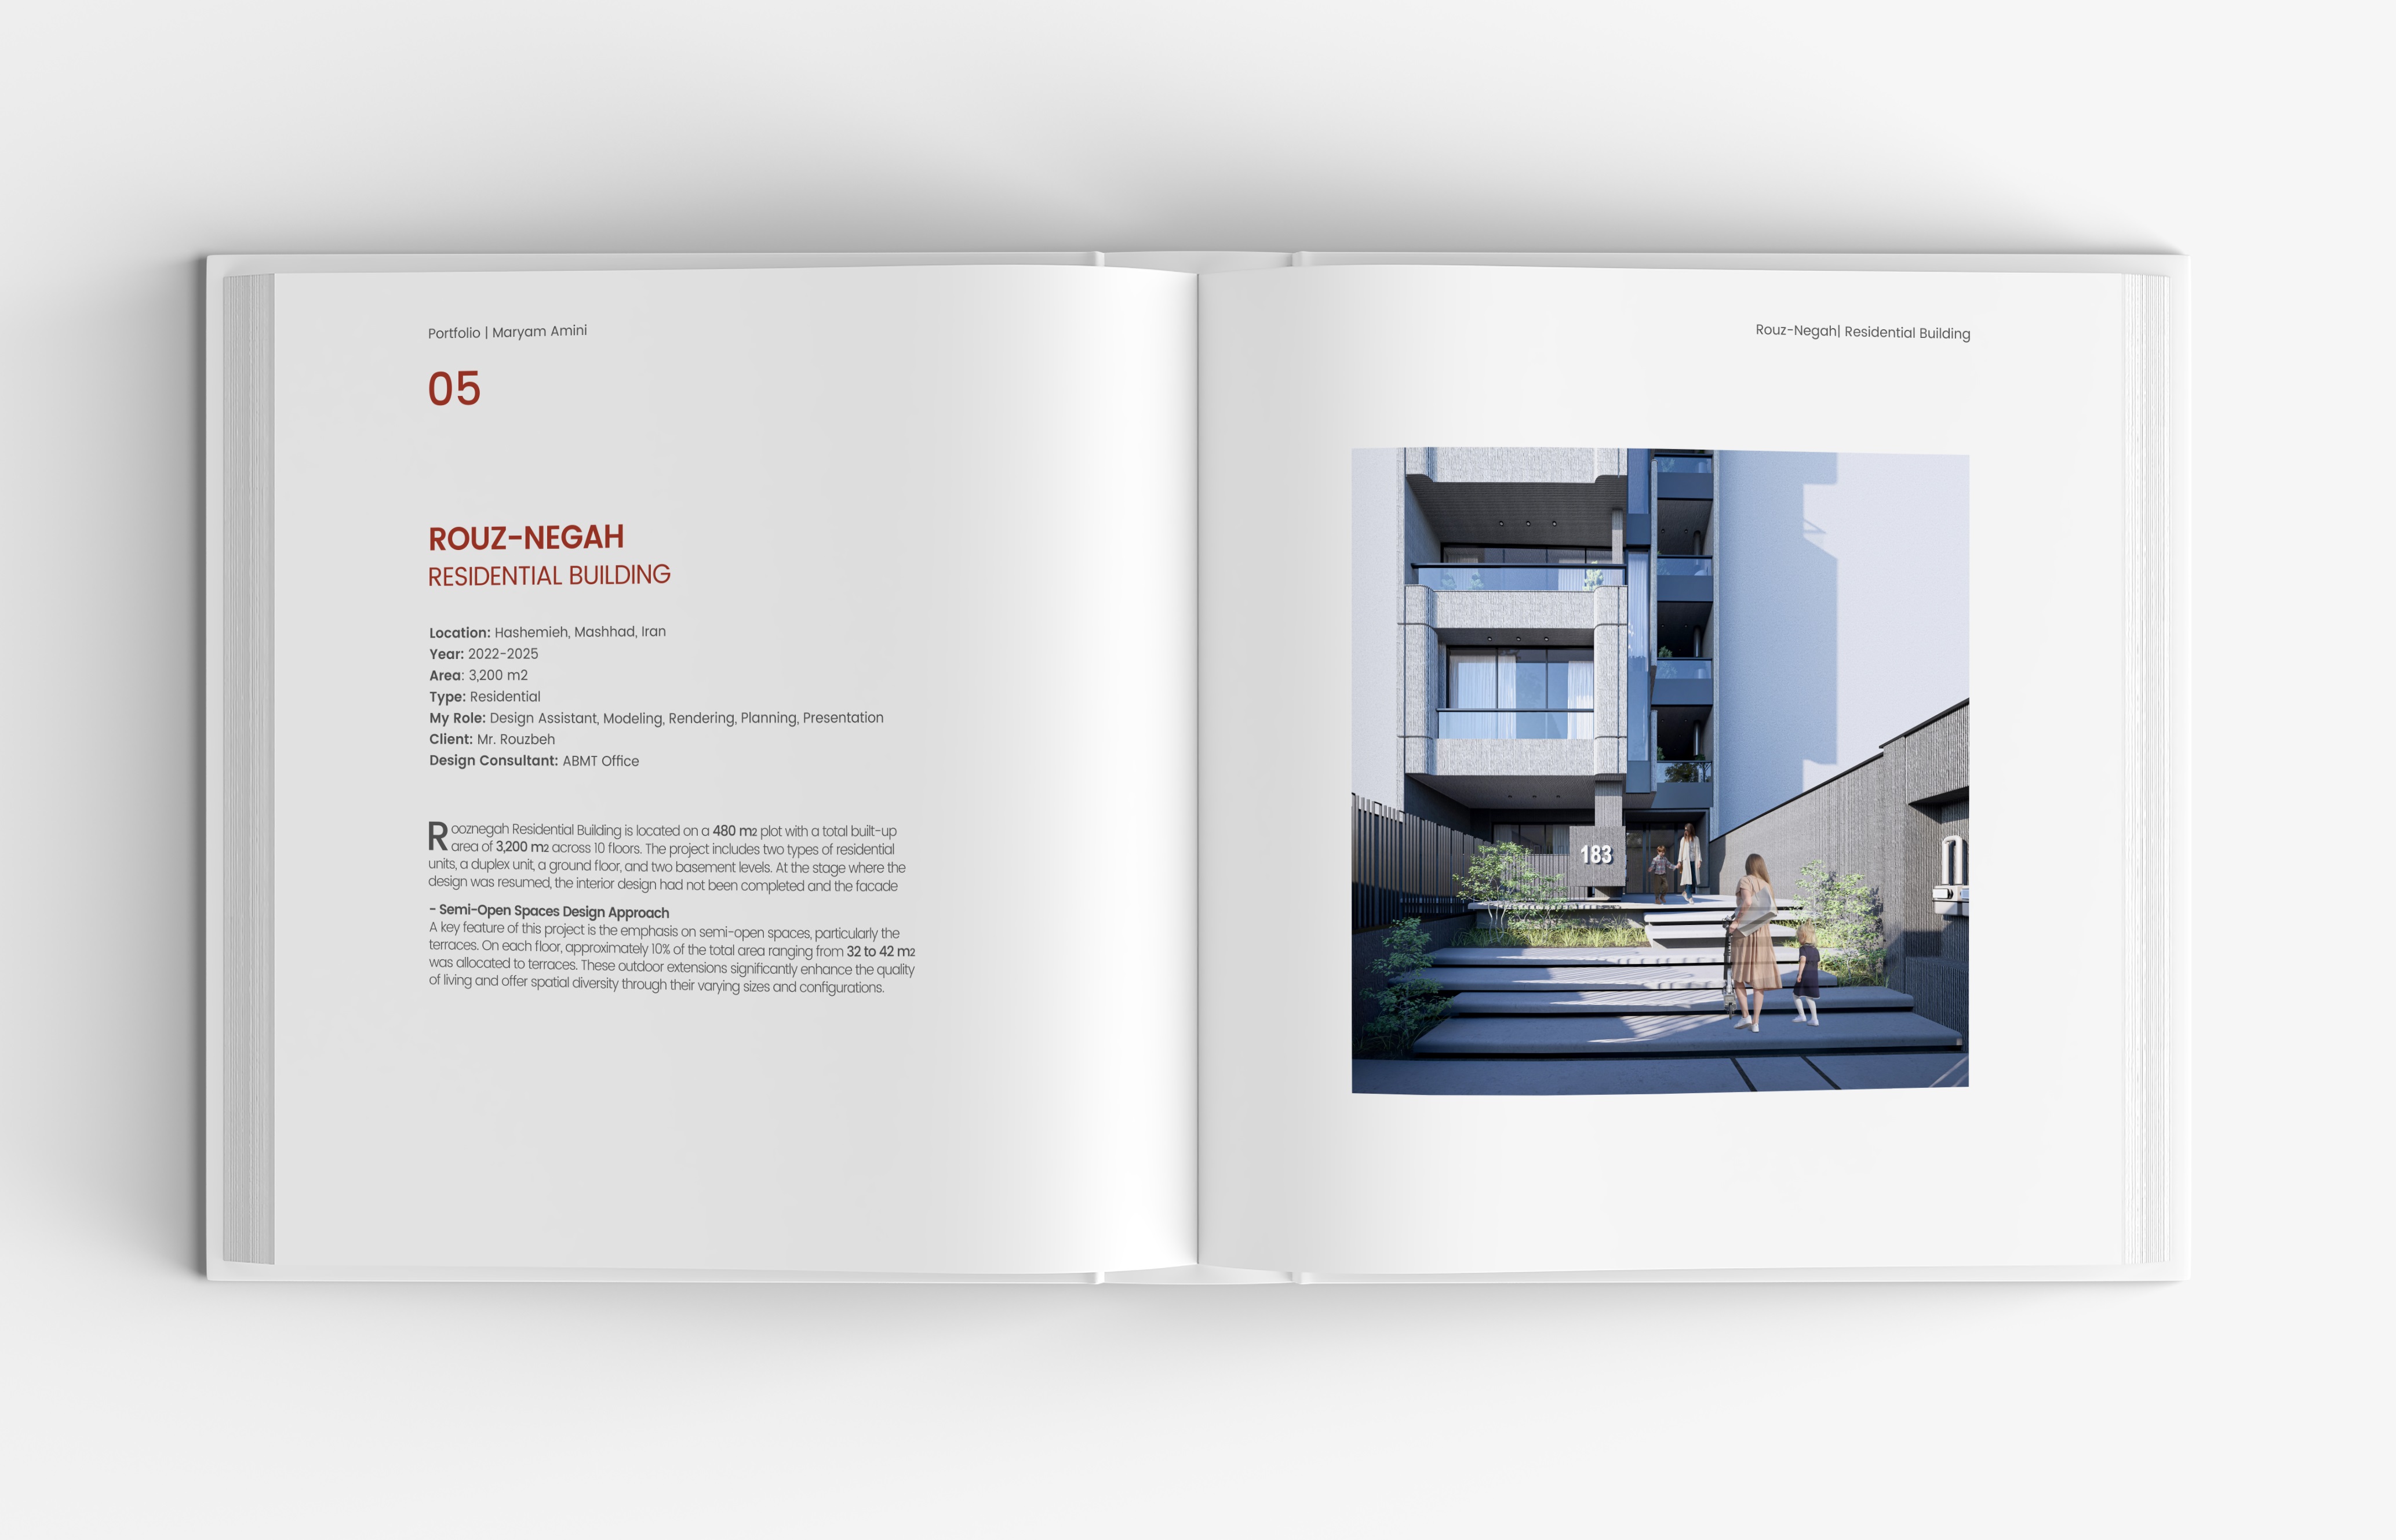 Portfolio | Maryam Amini
05
ROUZ-NEGAH
RESIDENTIAL BUILDING
Location: Hashemieh, Mashhad, Iran
Year: 2022-2025
Area: 3,200 m2
Type: Residential
My Role: Design Assistant, Modeling, Rendering, Planning, Presentation
Client: Mr. Rouzbeh
Design Consultant: ABMT Office
Rooznegah Residential Building is located on a 480 m2 plot with a total built-up
area of 3,200 m2 across 10 floors. The project includes two types of residential
units, a duplex unit, a ground floor, and two basement levels. At the stage where the
design was resumed, the interior design had not been completed and the facade
- Semi-Open Spaces Design Approach
A key feature of this project is the emphasis on semi-open spaces, particularly the
terraces. On each floor, approximately 10% of the total area ranging from 32 to 42 m2
was allocated to terraces. These outdoor extensions significantly enhance the quality
of living and offer spatial diversity through their varying sizes and configurations.
Rouz-Negah| Residential Building
183